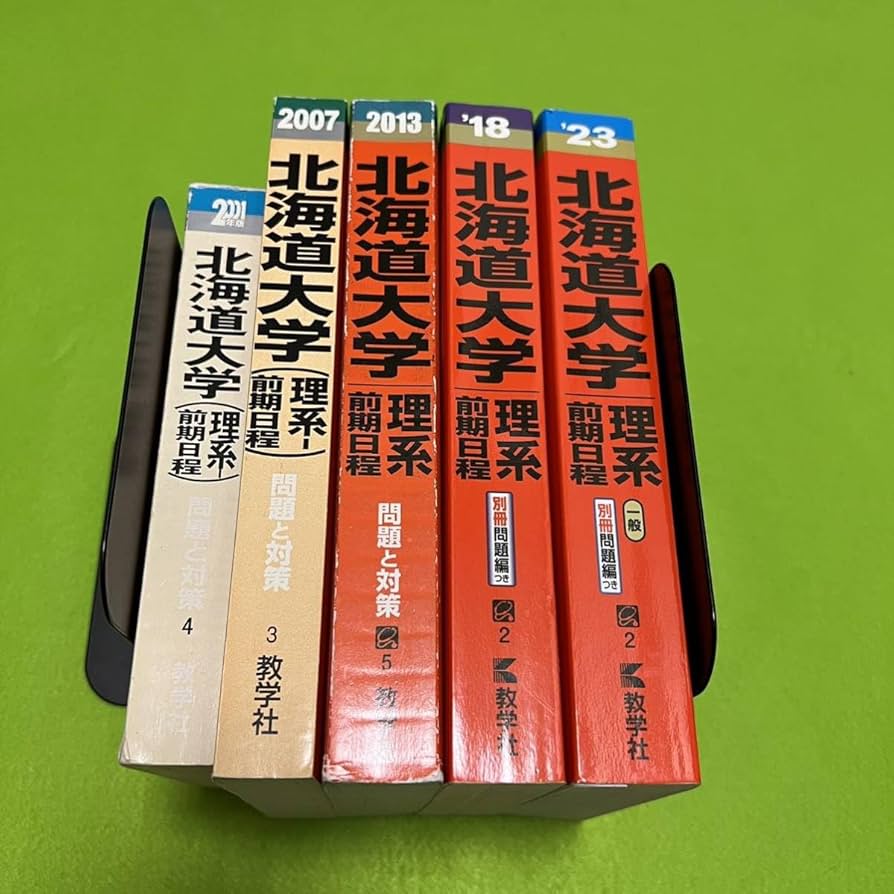 2001
年版
北海道大学
(理系-
前期日程)
問題と対策
4
教学社
2007
北海道大学
(理系-
前期日程)
問題と対策
3
教学社
2013
北海道大学
理系
前期日程
問題と対策
5
教
'18
北海道大学
理系
前期日程
別冊問題編つき
2
教学社
'23
北海道大学
理系
前期日程
一般
別冊問題編つき
2
教学社